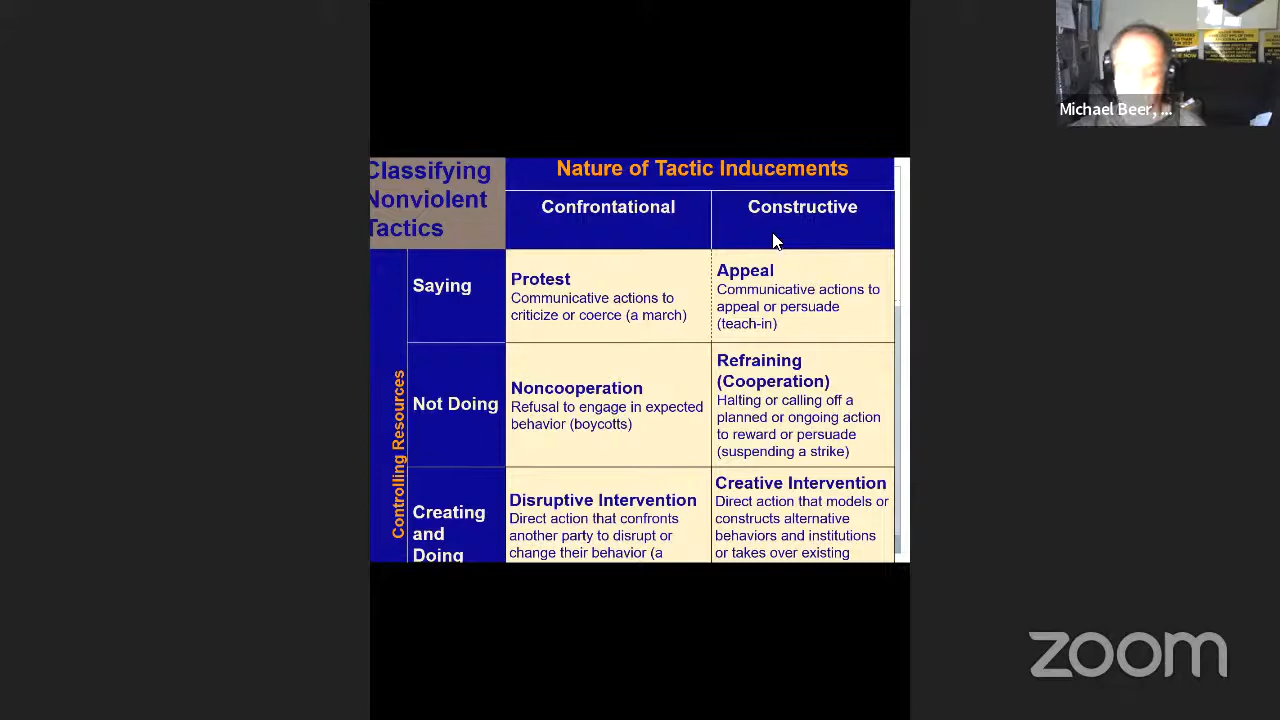 Classifying
Nonviolent
Tactics
Nature of Tactic Inducements
Confrontational
Constructive
Controlling Resources
Saying
Protest
Communicative actions to
criticize or coerce (a march)
Appeal
Communicative actions to
appeal or persuade
(teach-in)
Not Doing
Noncooperation
Refusal to engage in expected
behavior (boycotts)
Refraining
(Cooperation)
Halting or calling off a
planned or ongoing action
to reward or persuade
(suspending a strike)
Creating
and
Doing
Disruptive Intervention
Direct action that confronts
another party to disrupt or
change their behavior (a
Creative Intervention
Direct action that models or
constructs alternative
behaviors and institutions
or takes over existing
Michael Beer, ...
zoom